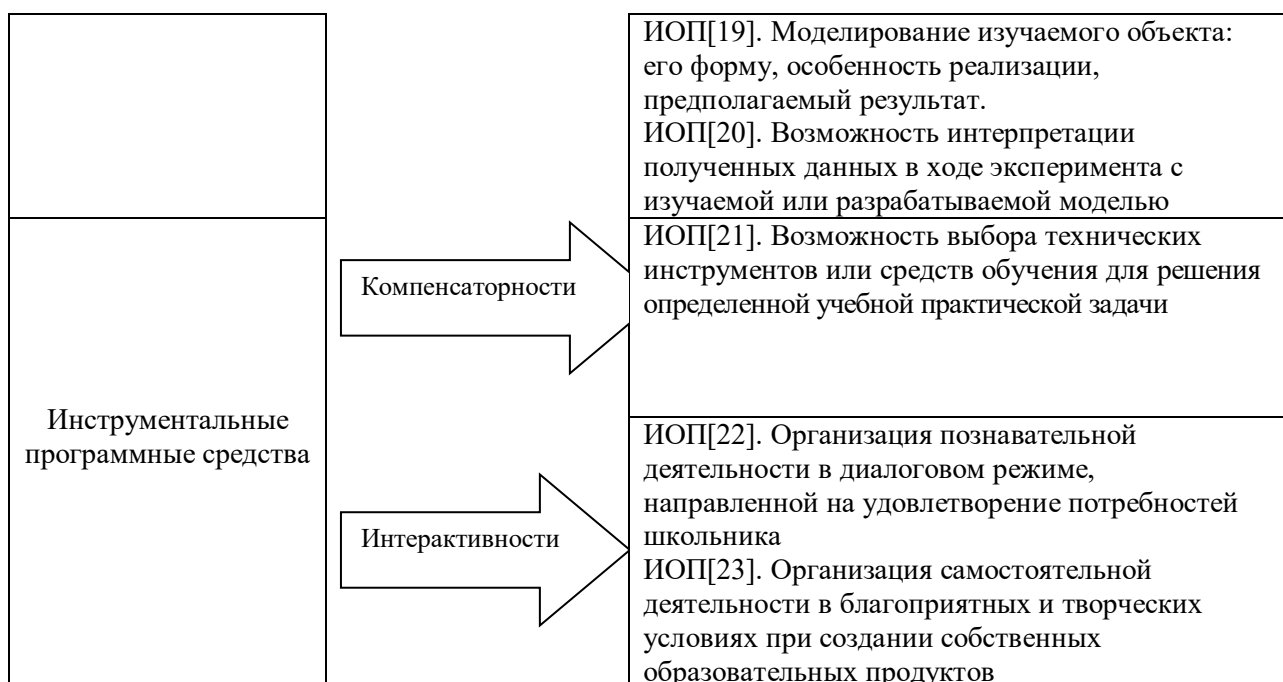 ИОП[19]. Моделирование изучаемого объекта:
его форму, особенность реализации,
предполагаемый результат.
ИОП[20]. Возможность интерпретации
полученных данных в ходе эксперимента с
изучаемой или разрабатываемой моделью
Инструментальные
программные средства
Компенсаторности
ИОП[21]. Возможность выбора технических
инструментов или средств обучения для решения
определенной учебной практической задачи
Интерактивности
ИОП[22]. Организация познавательной
деятельности в диалоговом режиме,
направленной на удовлетворение потребностей
школьника
ИОП[23]. Организация самостоятельной
деятельности в благоприятных и творческих
условиях при создании собственных
образовательных продуктов